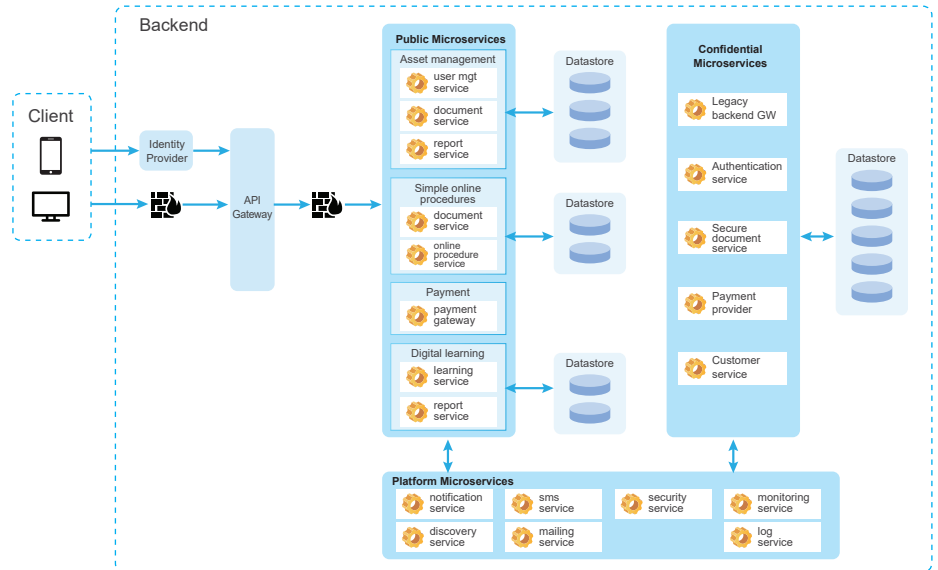 Backend
Client
Identity
Provider
API
Gateway
Public Microservices
Asset management
user mgt
service
document
service
report
service
Datastore
Simple online
procedures
document
service
online
procedure
service
Datastore
Payment
payment
gateway
Digital learning
learning
service
report
service
Datastore
Confidential
Microservices
Legacy
backend GW
Authentication
service
Secure
document
service
Payment
provider
Customer
service
Datastore
Platform Microservices
notification
service
sms
service
security
service
monitoring
service
discovery
service
mailing
service
log
service